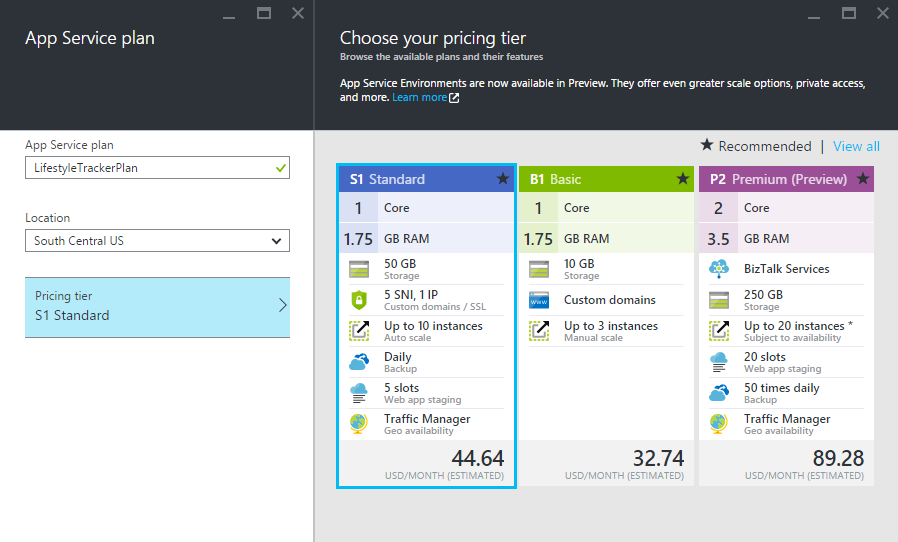 App Service plan
Choose your pricing tier
Browse the available plans and their features
App Service Environments are now available in Preview. They offer even greater scale options, private access,
and more. Learn more
App Service plan
LifestyleTrackerPlan
Location
South Central US
Pricing tier
S1 Standard
★ Recommended | View all
S1 Standard ★
1 Core
1.75 GB RAM
50 GB
Storage
5 SNI, 1 IP
Custom domains / SSL
Up to 10 instances
Auto scale
Daily
Backup
5 slots
Web app staging
Traffic Manager
Geo availability
44.64
USD/MONTH (ESTIMATED)
B1 Basic ★
1 Core
1.75 GB RAM
10 GB
Storage
www
Custom domains
Up to 3 instances
Manual scale
32.74
USD/MONTH (ESTIMATED)
P2 Premium (Preview) ★
2 Core
3.5 GB RAM
BizTalk Services
250 GB
Storage
Up to 20 instances *
Subject to availability
20 slots
Web app staging
50 times daily
Backup
Traffic Manager
Geo availability
89.28
USD/MONTH (ESTIMATED)